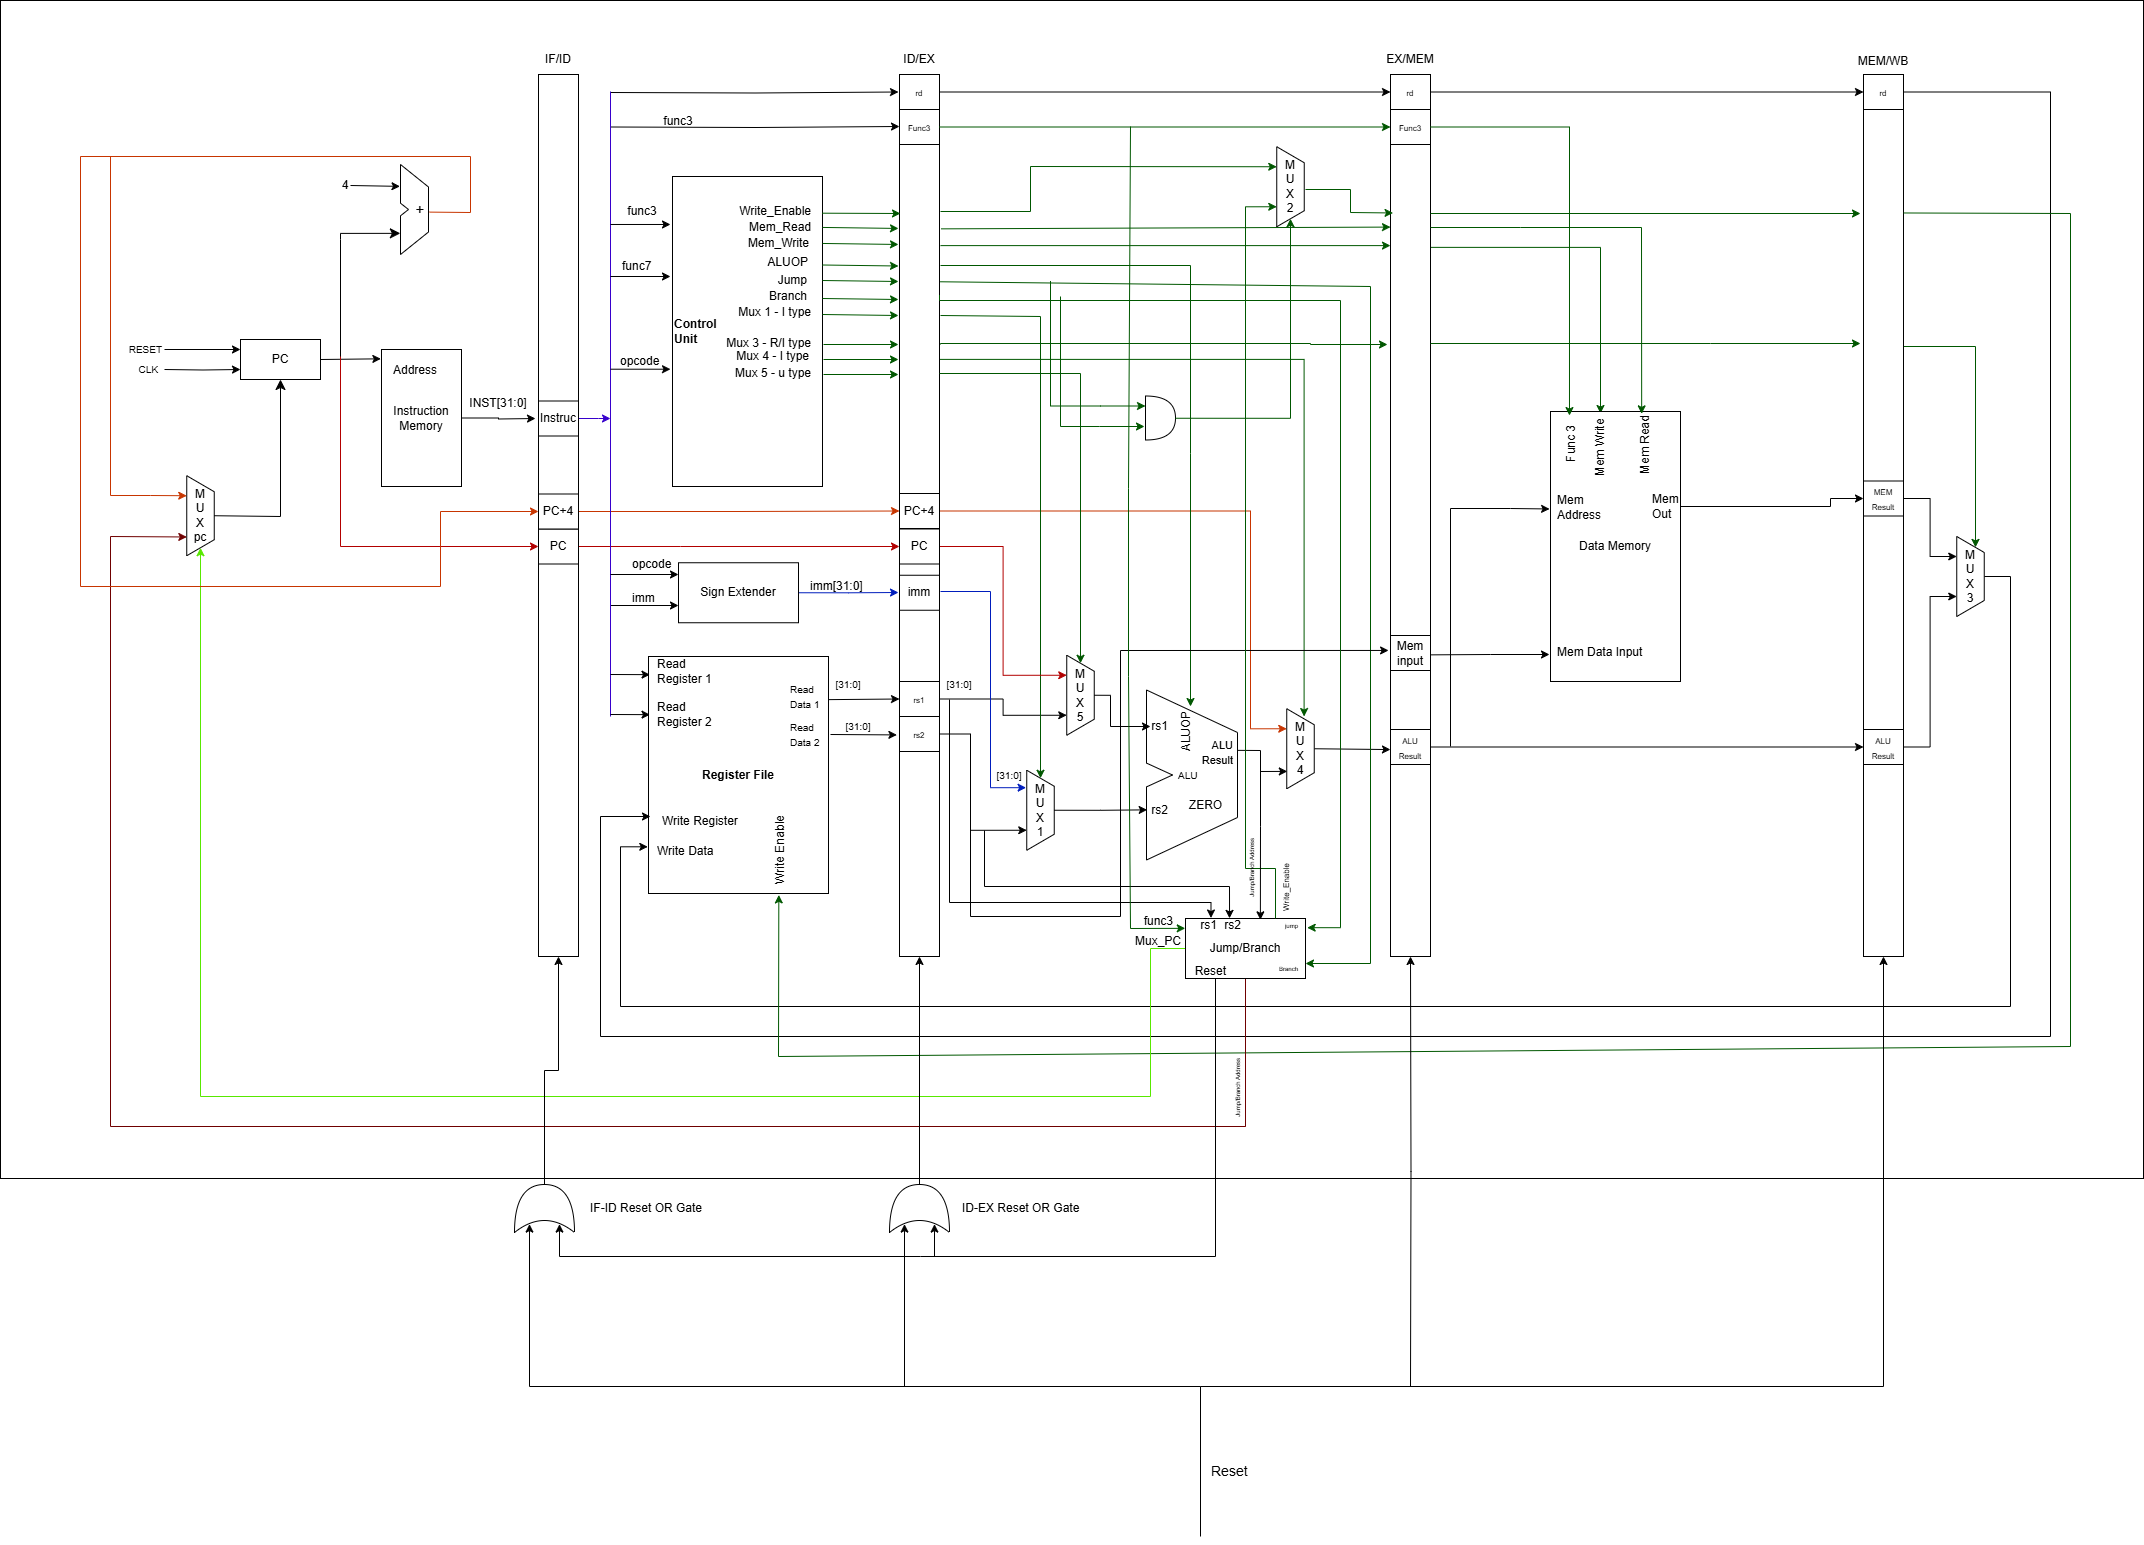 IF/ID
ID/EX
EX/MEM
MEM/WB
rd
rd
rd
func3
Func3
Func3
4
+
func3
func7
opcode
Control
Unit
Write_Enable
Mem_Read
Mem_Write
ALUOP
Jump
Branch
Mux 1 - I type
Mux 3 - R/I type
Mux 4 - I type
Mux 5 - u type
M
U
X
2
RESET
CLK
PC
Address
Instruction
Memory
INST[31:0]
Instruc
M
U
X
pc
PC+4
PC
PC+4
PC
opcode
imm
Sign Extender
imm[31:0]
imm
Func 3
Mem Write
Mem Read
Mem
Address
Mem
Out
Data Memory
Mem Data Input
MEM
Result
M
U
X
3
Read
Register 1
Read
Register 2
Read
Data 1
Read
Data 2
Register File
Write Register
Write Data
Write Enable
[31:0]
[31:0]
rs1
rs2
[31:0]
[31:0]
M
U
X
5
M
U
X
1
rs1
ALUOP
ALU
Result
ALU
ZERO
rs2
M
U
X
4
Mem
input
ALU
Result
ALU
Result
Jump/Branch Address
Write_Enable
func3
Mux_PC
rs1 rs2
jump
Jump/Branch
Reset
Branch
Jump/Branch Address
IF-ID Reset OR Gate
ID-EX Reset OR Gate
Reset